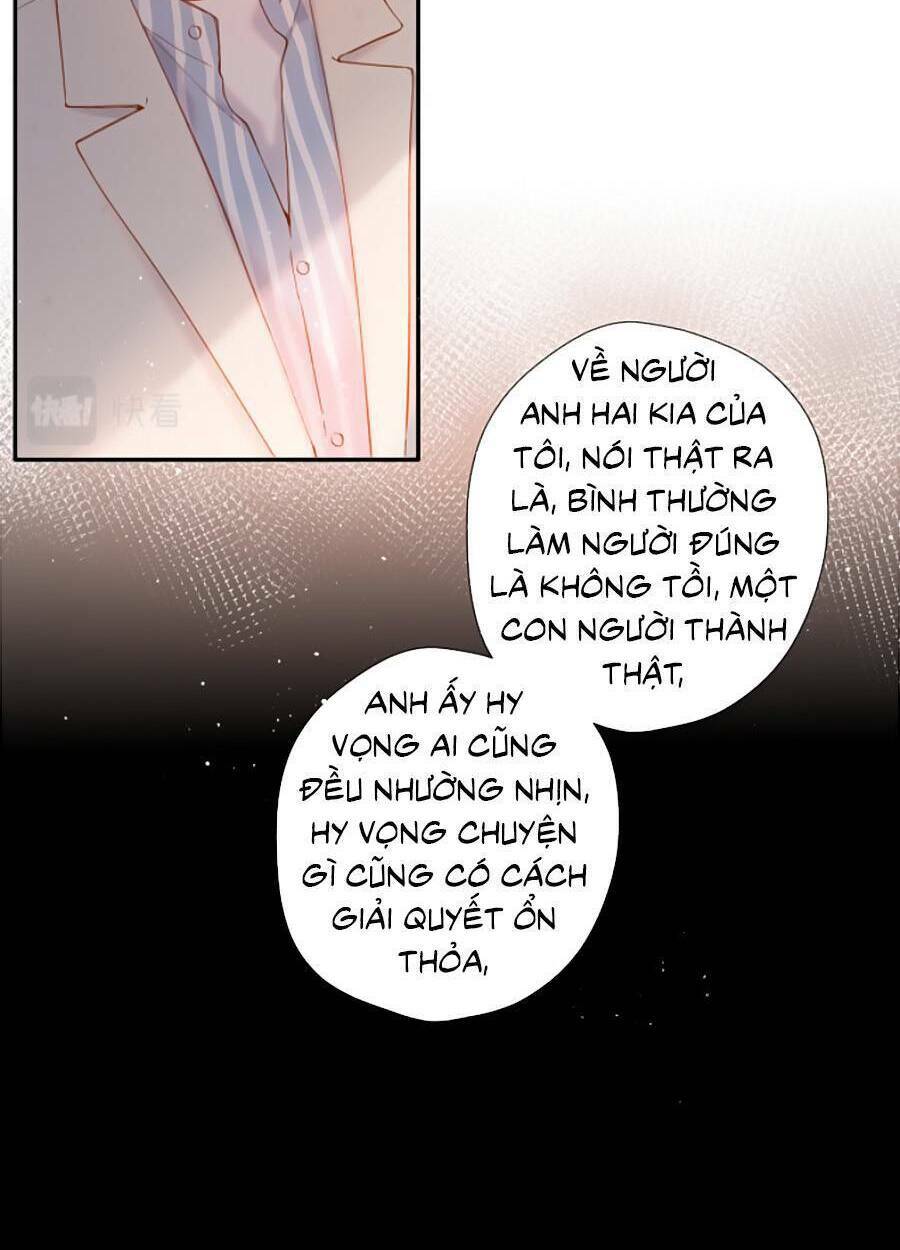 快看! 快看
VỀ NGƯỜI
ANH HAI KIA CỦA
TÔI, NÓI THẬT RA
LÀ, BÌNH THƯỜNG
LÀM NGƯỜI ĐÚNG
LÀ KHÔNG TỒI, MỘT
CON NGƯỜI THÀNH
THẬT,
ANH ẤY HY
VỌNG AI CŨNG
ĐỀU NHƯỜNG NHỊN,
HY VỌNG CHUYỆN
GÌ CŨNG CÓ CÁCH
GIẢI QUYẾT ỔN
THỎA,